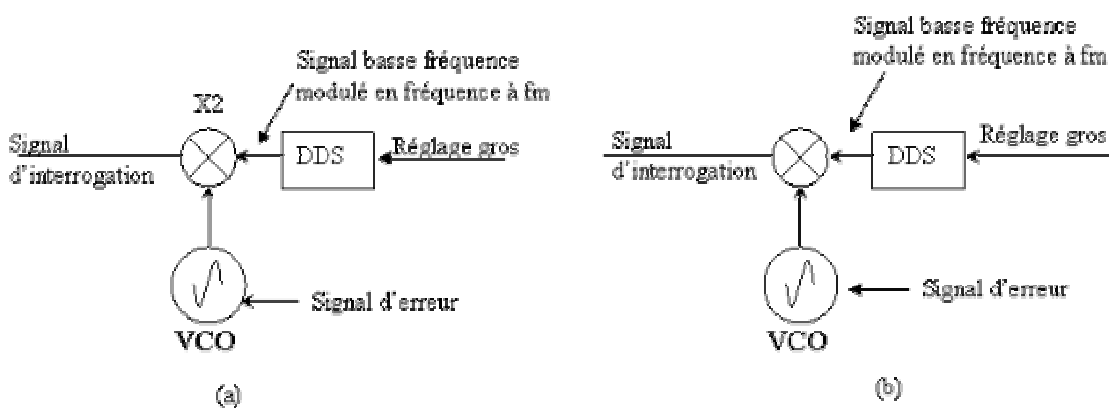 Signal basse fréquence
modulé en fréquence à fm
X2
Signal
d'interrogation
DDS
Réglage gros
Signal d'erreur
VCO
(a)
Signal basse fréquence
modulé en fréquence à fm
Signal
d'interrogation
DDS
Réglage gros
Signal d'erreur
VCO
(b)